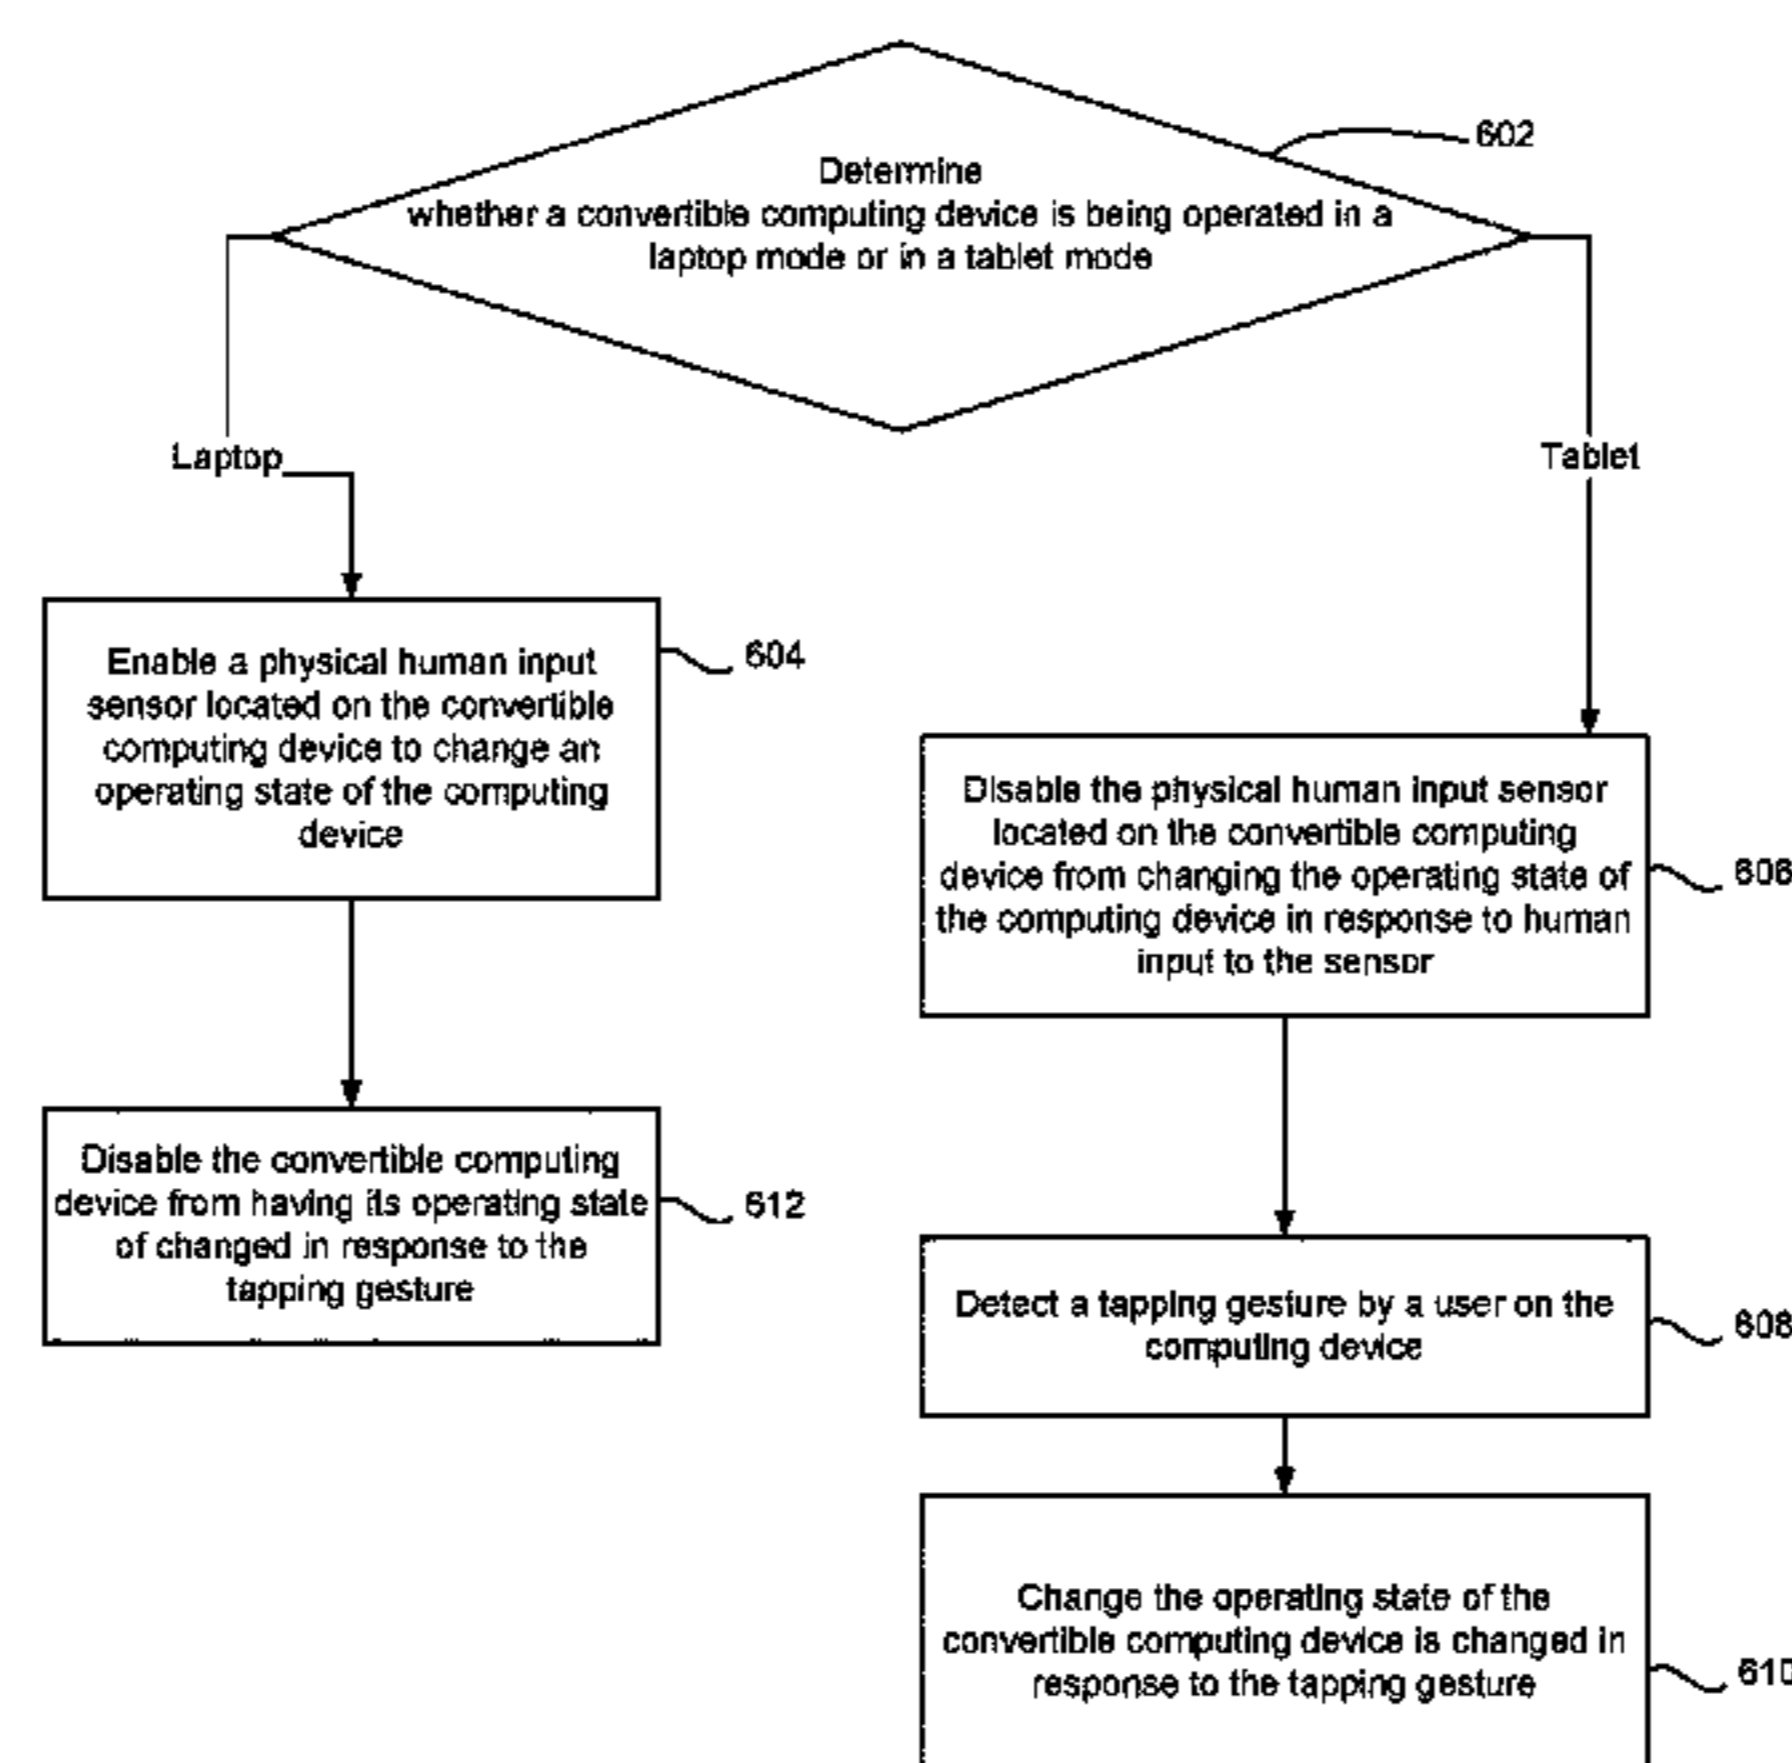 Determine
whether a convertible computing device is being operated in a
laptop mode or in a tablet mode
602
Laptop
Tablet
Enable a physical human input
sensor located on the convertible
computing device to change an
operating state of the computing
device
604
Disable the physical human input sensor
located on the convertible computing
device from changing the operating state of
the computing device in response to human
input to the sensor
606
Disable the convertible computing
device from having its operating state
of changed in response to the
tapping gesture
612
Detect a tapping gesture by a user on the
computing device
608
Change the operating state of the
convertible computing device is changed in
response to the tapping gesture
610